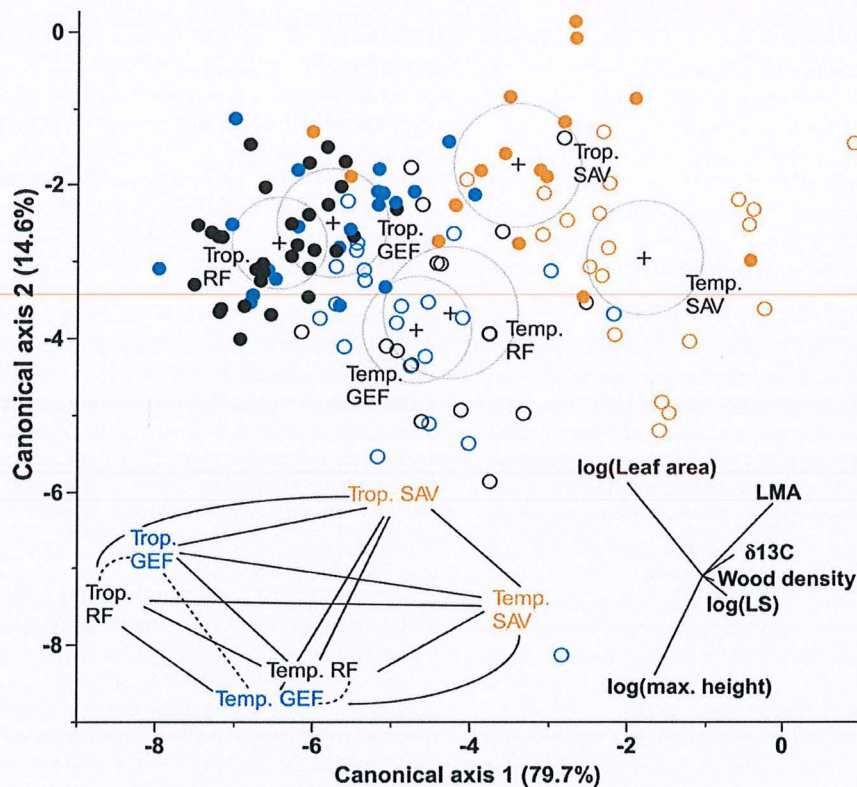 0
-2
-4
-6
-8
Canonical axis 2 (14.6%)
Trop.
SAV
Trop.
GEF
Trop.
RF
Temp.
SAV
Temp.
RF
Temp.
GEF
log(Leaf area)
LMA
δ13C
Wood density
log(LS)
log(max. height)
Trop. SAV
Trop.
GEF
Trop.
RF
Temp.
SAV
Temp. RF
Temp. GEF
-8
-6
-4
-2
0
Canonical axis 1 (79.7%)